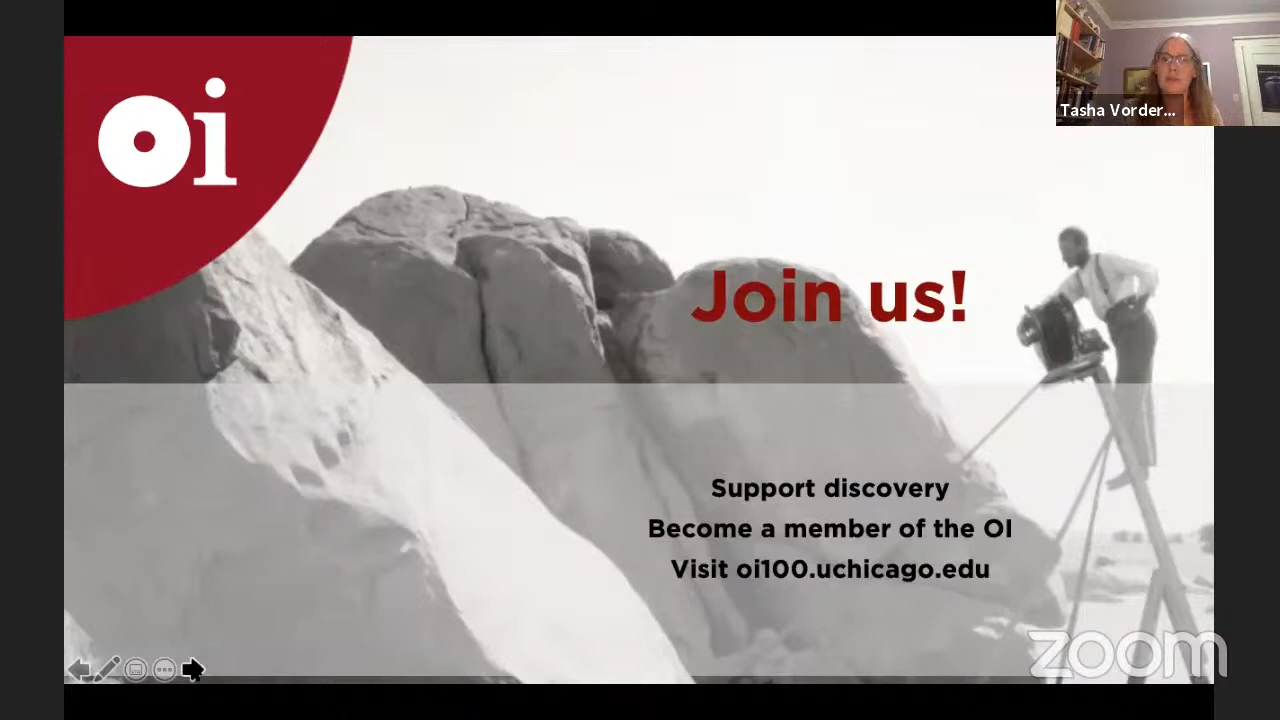 oi
Tasha Vorder...
Join us!
Support discovery
Become a member of the OI
Visit oi100.uchicago.edu
zoom